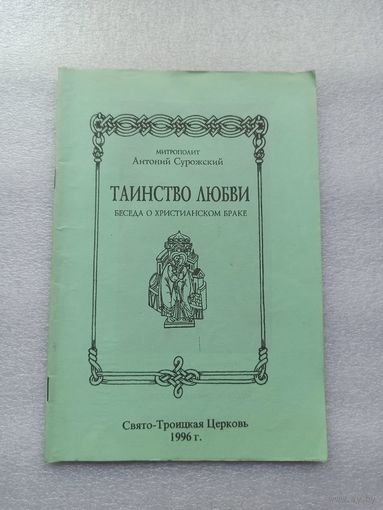 МИТРОПОЛИТ
Антоний Сурожский
ТАИНСТВО ЛЮБВИ
БЕСЕДА О ХРИСТИАНСКОМ БРАКЕ
Свято-Троицкая Церковь
1996 г.